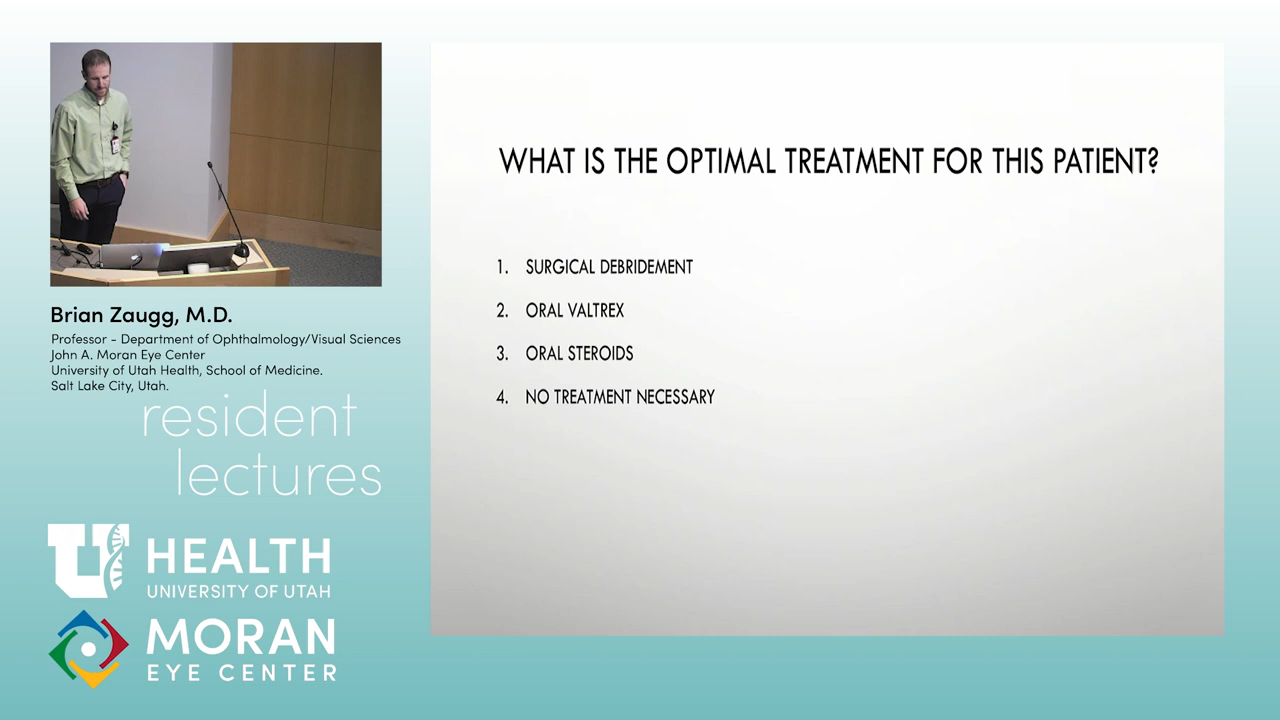 Brian Zaugg, M.D.
Professor - Department of Ophthalmology/Visual Sciences
John A. Moran Eye Center
University of Utah Health, School of Medicine.
Salt Lake City, Utah.
resident
lectures
U
HEALTH
UNIVERSITY OF UTAH
MORAN
EYE CENTER
WHAT IS THE OPTIMAL TREATMENT FOR THIS PATIENT?
1. SURGICAL DEBRIDEMENT
2. ORAL VALTREX
3. ORAL STEROIDS
4. NO TREATMENT NECESSARY